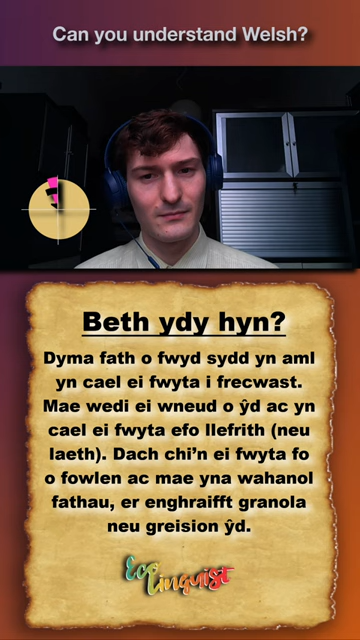 Can you understand Welsh?
Beth ydy hyn?
Dyma fath o fwyd sydd yn aml
yn cael ei fwyta i frecwast.
Mae wedi ei wneud o ŷd ac yn
cael ei fwyta efo llefrith (neu
laeth). Dach chi’n ei fwyta fo
o fowlen ac mae yna wahanol
fathau, er enghraifft granola
neu greision ŷd.
Eco
Linguist